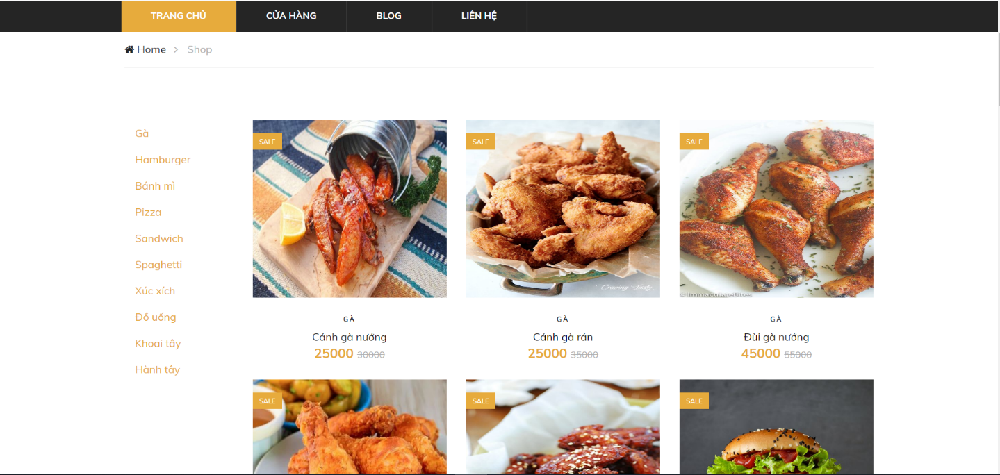 TRANG CHỦ CỬA HÀNG BLOG LIÊN HỆ
Home > Shop
Gà
Hamburger
Bánh mì
Pizza
Sandwich
Spaghetti
Xúc xích
Đồ uống
Khoai tây
Hành tây
SALE SALE SALE
© ImmaculateBites
GÀ GÀ GÀ
Cánh gà nướng Cánh gà rán Đùi gà nướng
25000 30000 25000 35000 45000 55000
SALE SALE SALE